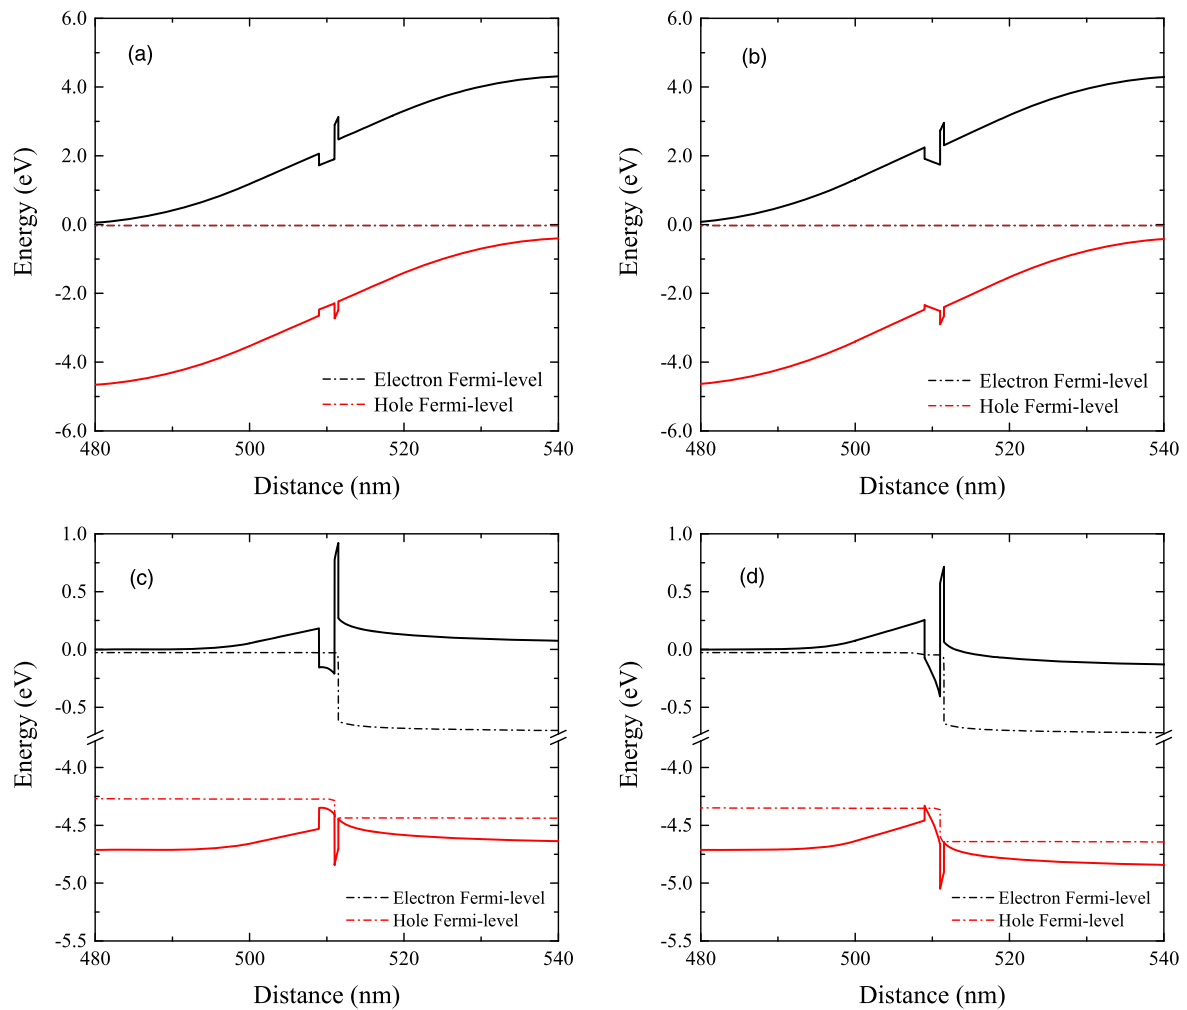 (a)
6.0
4.0
2.0
0.0
-2.0
-4.0
-6.0
Energy (eV)
Electron Fermi-level
Hole Fermi-level
480
500
520
540
Distance (nm)
(b)
6.0
4.0
2.0
0.0
-2.0
-4.0
-6.0
Energy (eV)
Electron Fermi-level
Hole Fermi-level
480
500
520
540
Distance (nm)
(c)
1.0
0.5
0.0
-0.5
-4.0
-4.5
-5.0
-5.5
Energy (eV)
Electron Fermi-level
Hole Fermi-level
480
500
520
540
Distance (nm)
(d)
1.0
0.5
0.0
-0.5
-4.0
-4.5
-5.0
-5.5
Energy (eV)
Electron Fermi-level
Hole Fermi-level
480
500
520
540
Distance (nm)